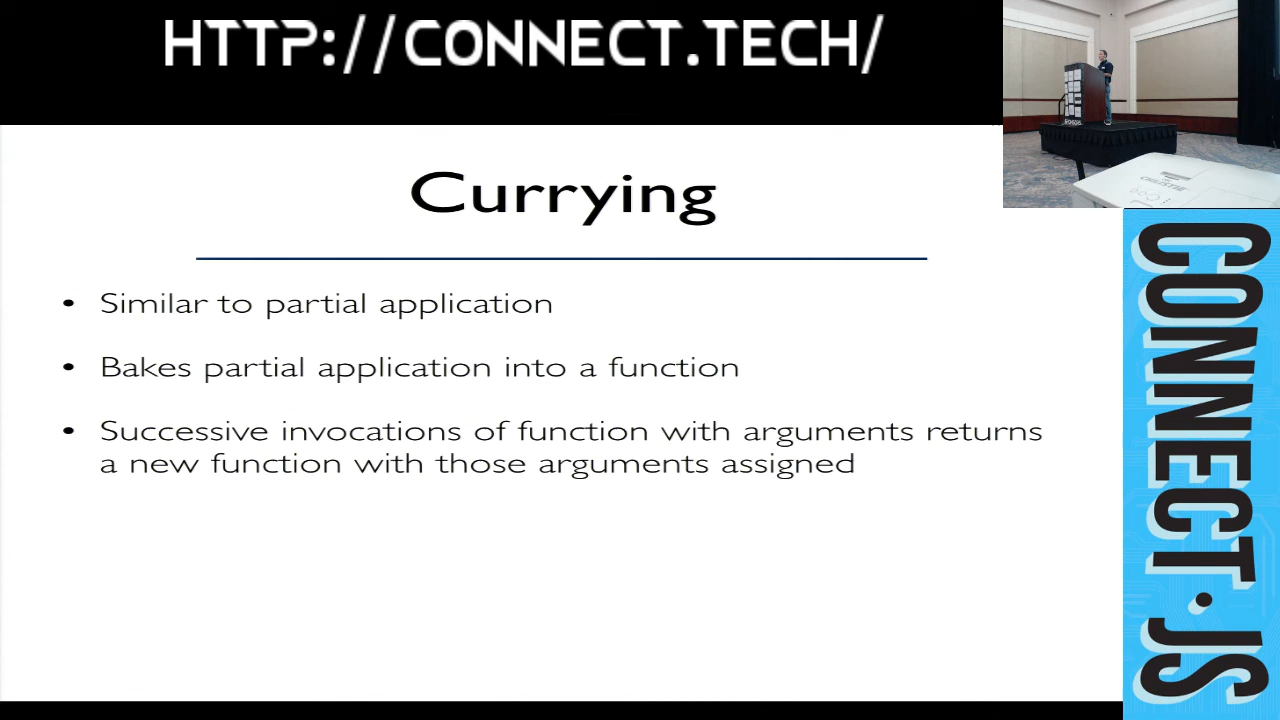 HTTP://CONNECT.TECH/
Currying
• Similar to partial application
• Bakes partial application into a function
• Successive invocations of function with arguments returns
a new function with those arguments assigned
CHRISTIE
CONNECT.JS